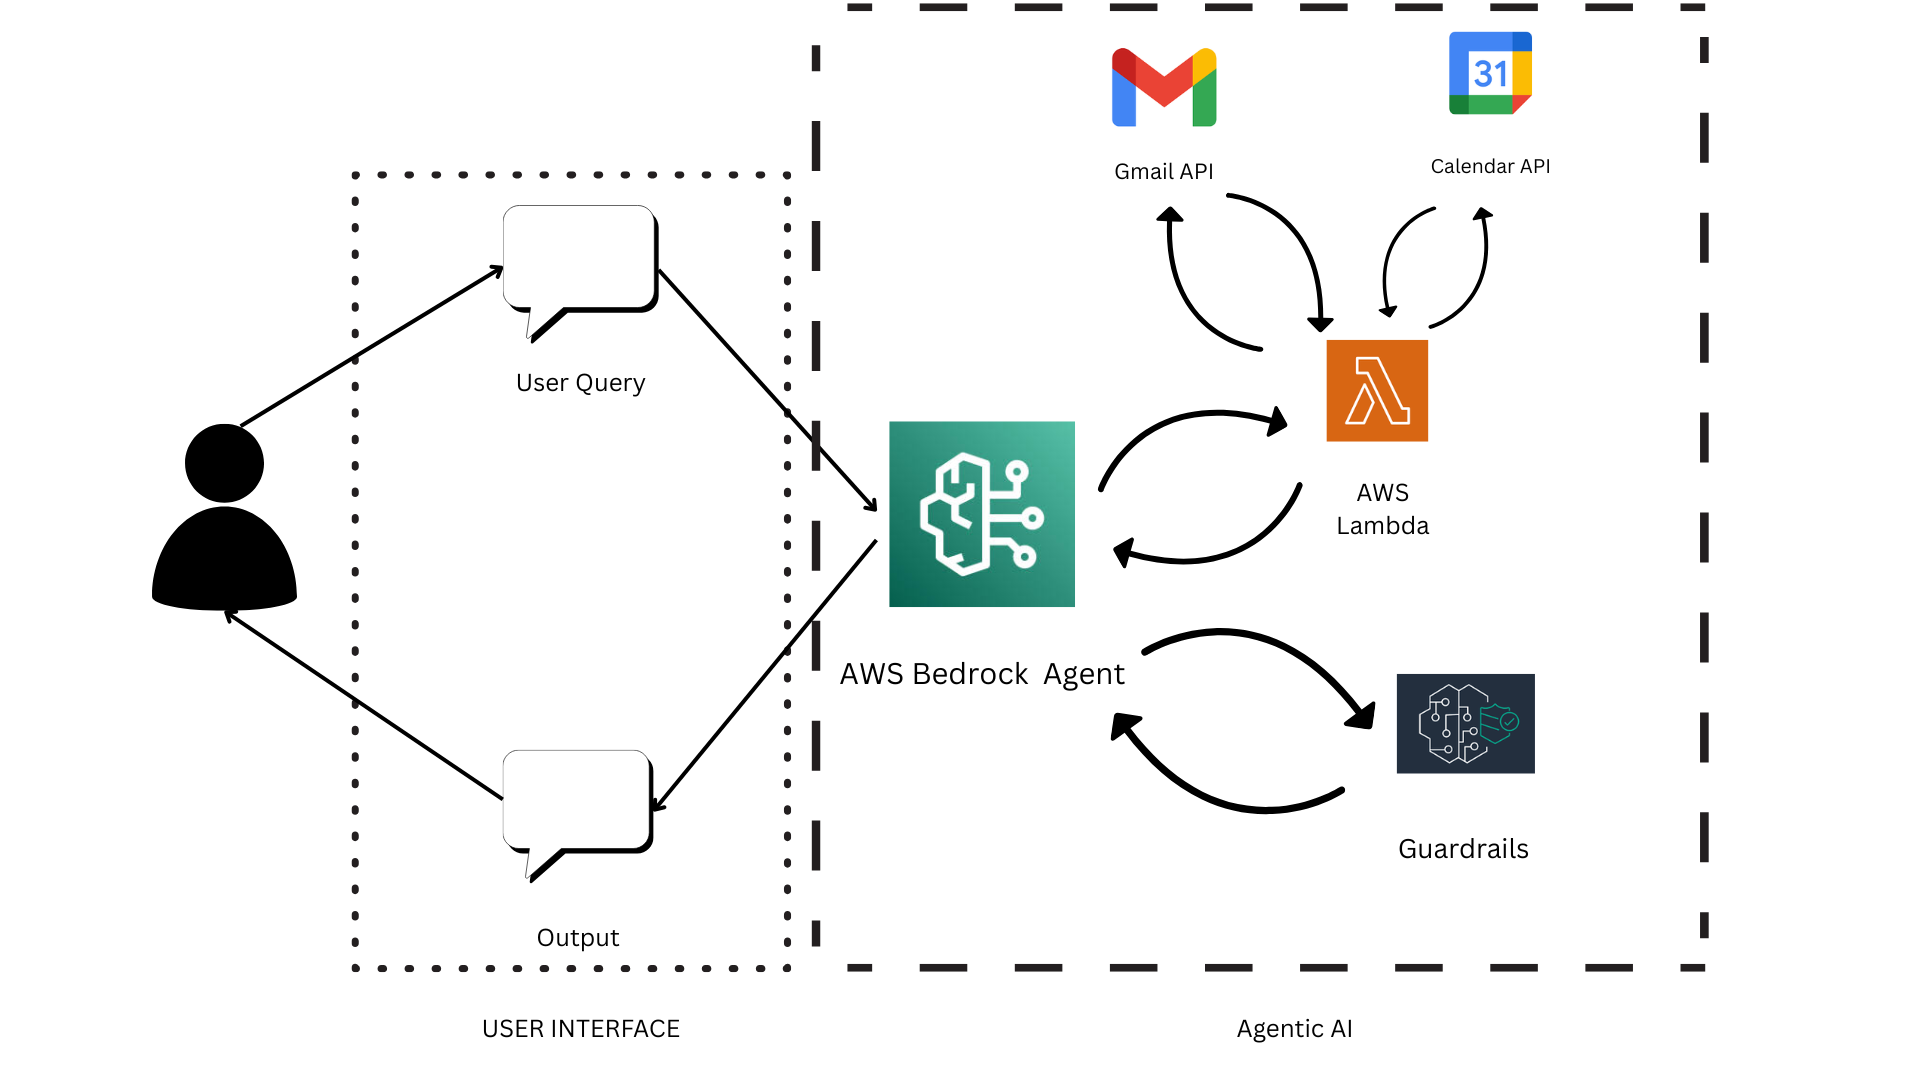 31
Gmail API
Calendar API
User Query
AWS
Lambda
AWS Bedrock  Agent
Guardrails
Output
USER INTERFACE
Agentic AI